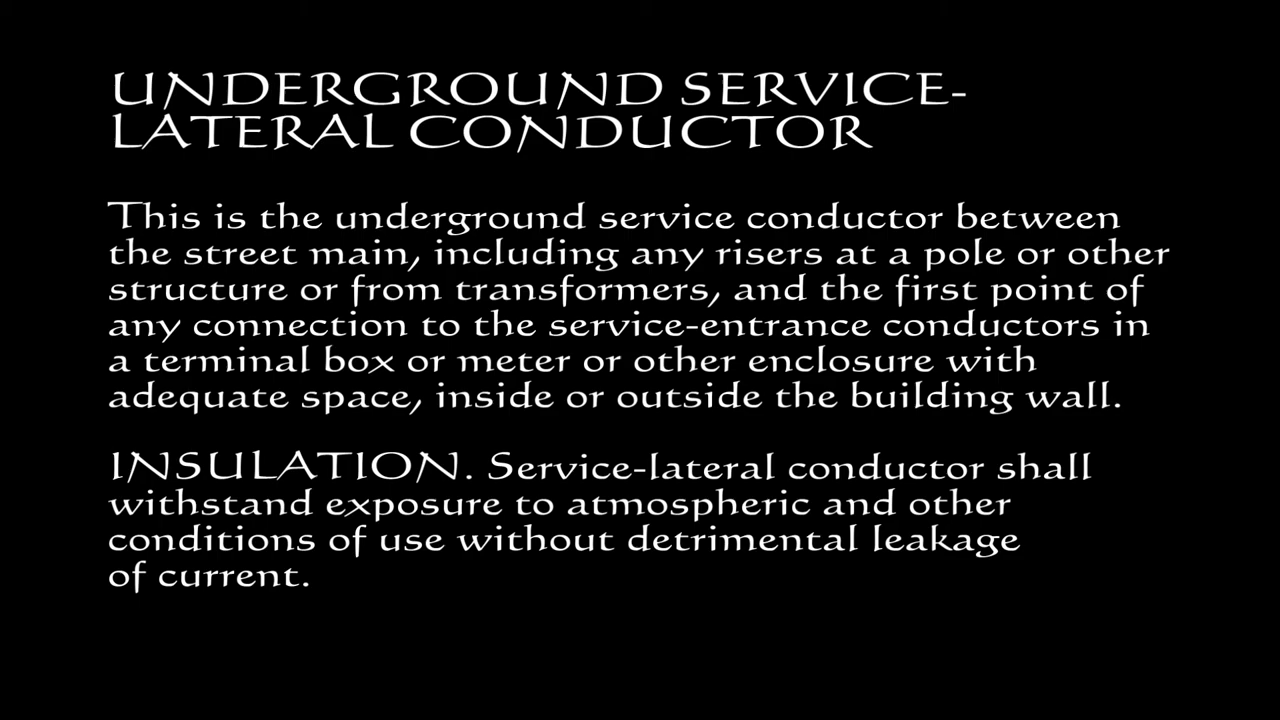 UNDERGROUND SERVICE-
LATERAL CONDUCTOR
This is the underground service conductor between
the street main, including any risers at a pole or other
structure or from transformers, and the first point of
any connection to the service-entrance conductors in
a terminal box or meter or other enclosure with
adequate space, inside or outside the building wall.
INSULATION. Service-lateral conductor shall
withstand exposure to atmospheric and other
conditions of use without detrimental leakage
of current.